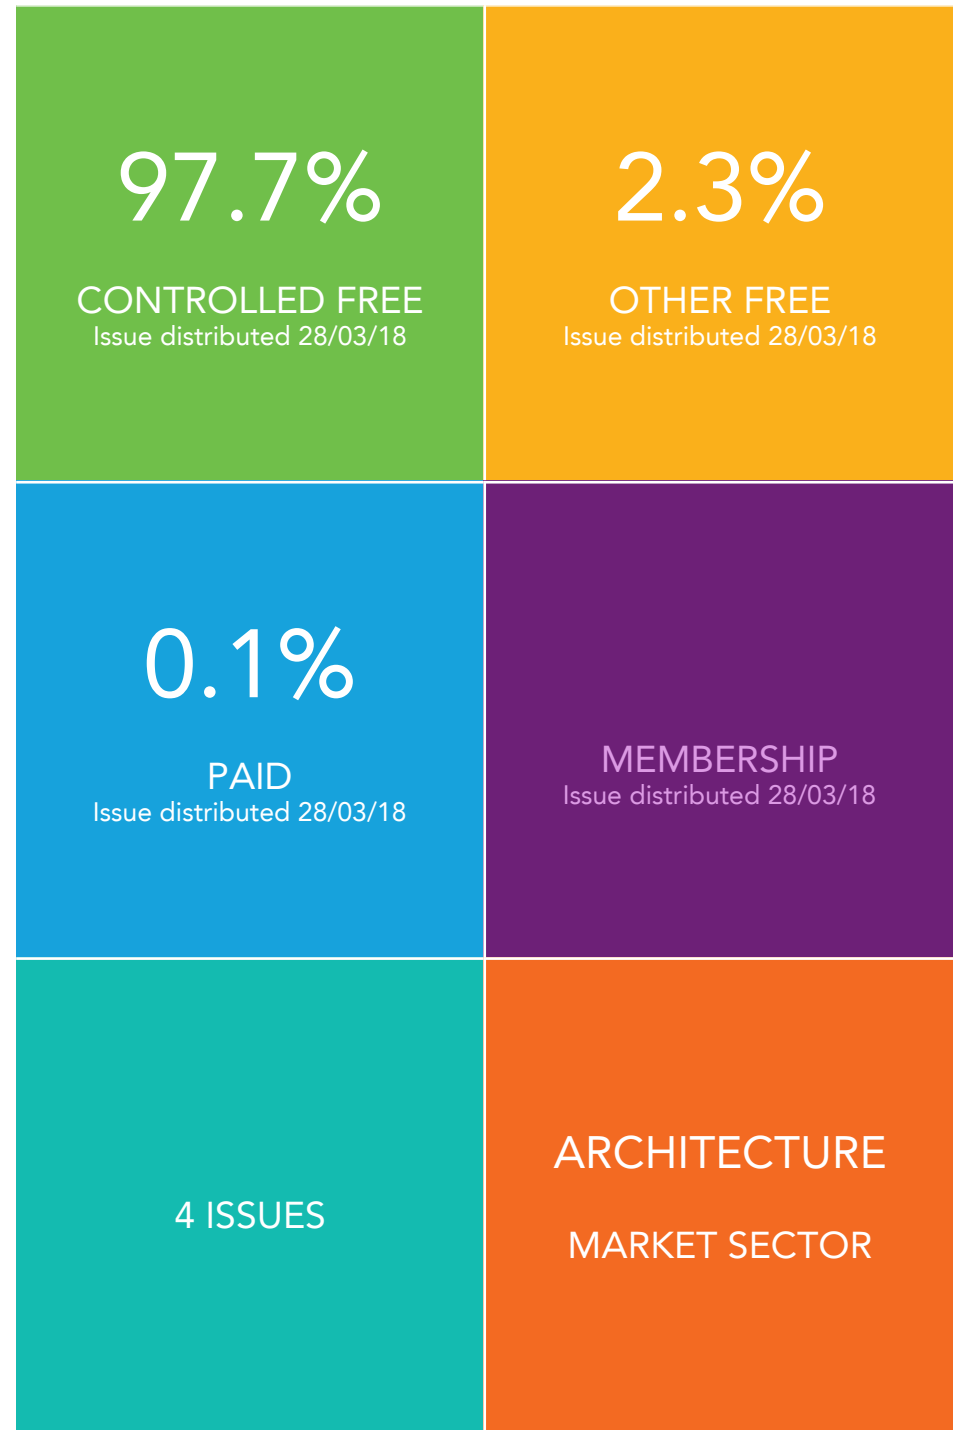 97.7%
CONTROLLED FREE
Issue distributed 28/03/18
2.3%
OTHER FREE
Issue distributed 28/03/18
0.1%
PAID
Issue distributed 28/03/18
MEMBERSHIP
Issue distributed 28/03/18
4 ISSUES
ARCHITECTURE
MARKET SECTOR